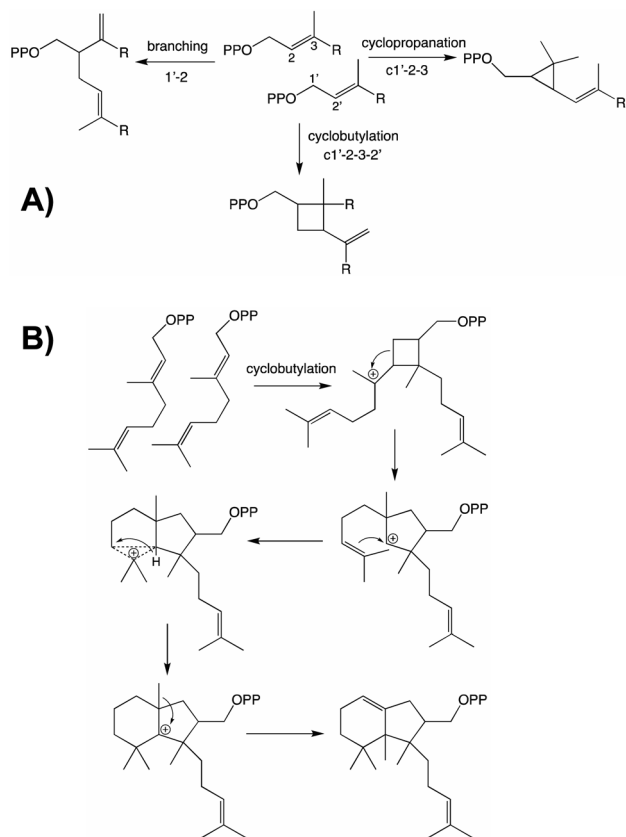 branching
1'-2
PPO
R
R
PPO
2
3
R
1'
PPO
2'
R
cyclopropanation
c1'-2-3
PPO
R
cyclobutylation
c1'-2-3-2'
PPO
R
R
A)
B)
OPP
OPP
cyclobutylation
OPP
⊕
OPP
⊕
H
OPP
⊕
OPP
⊕
OPP